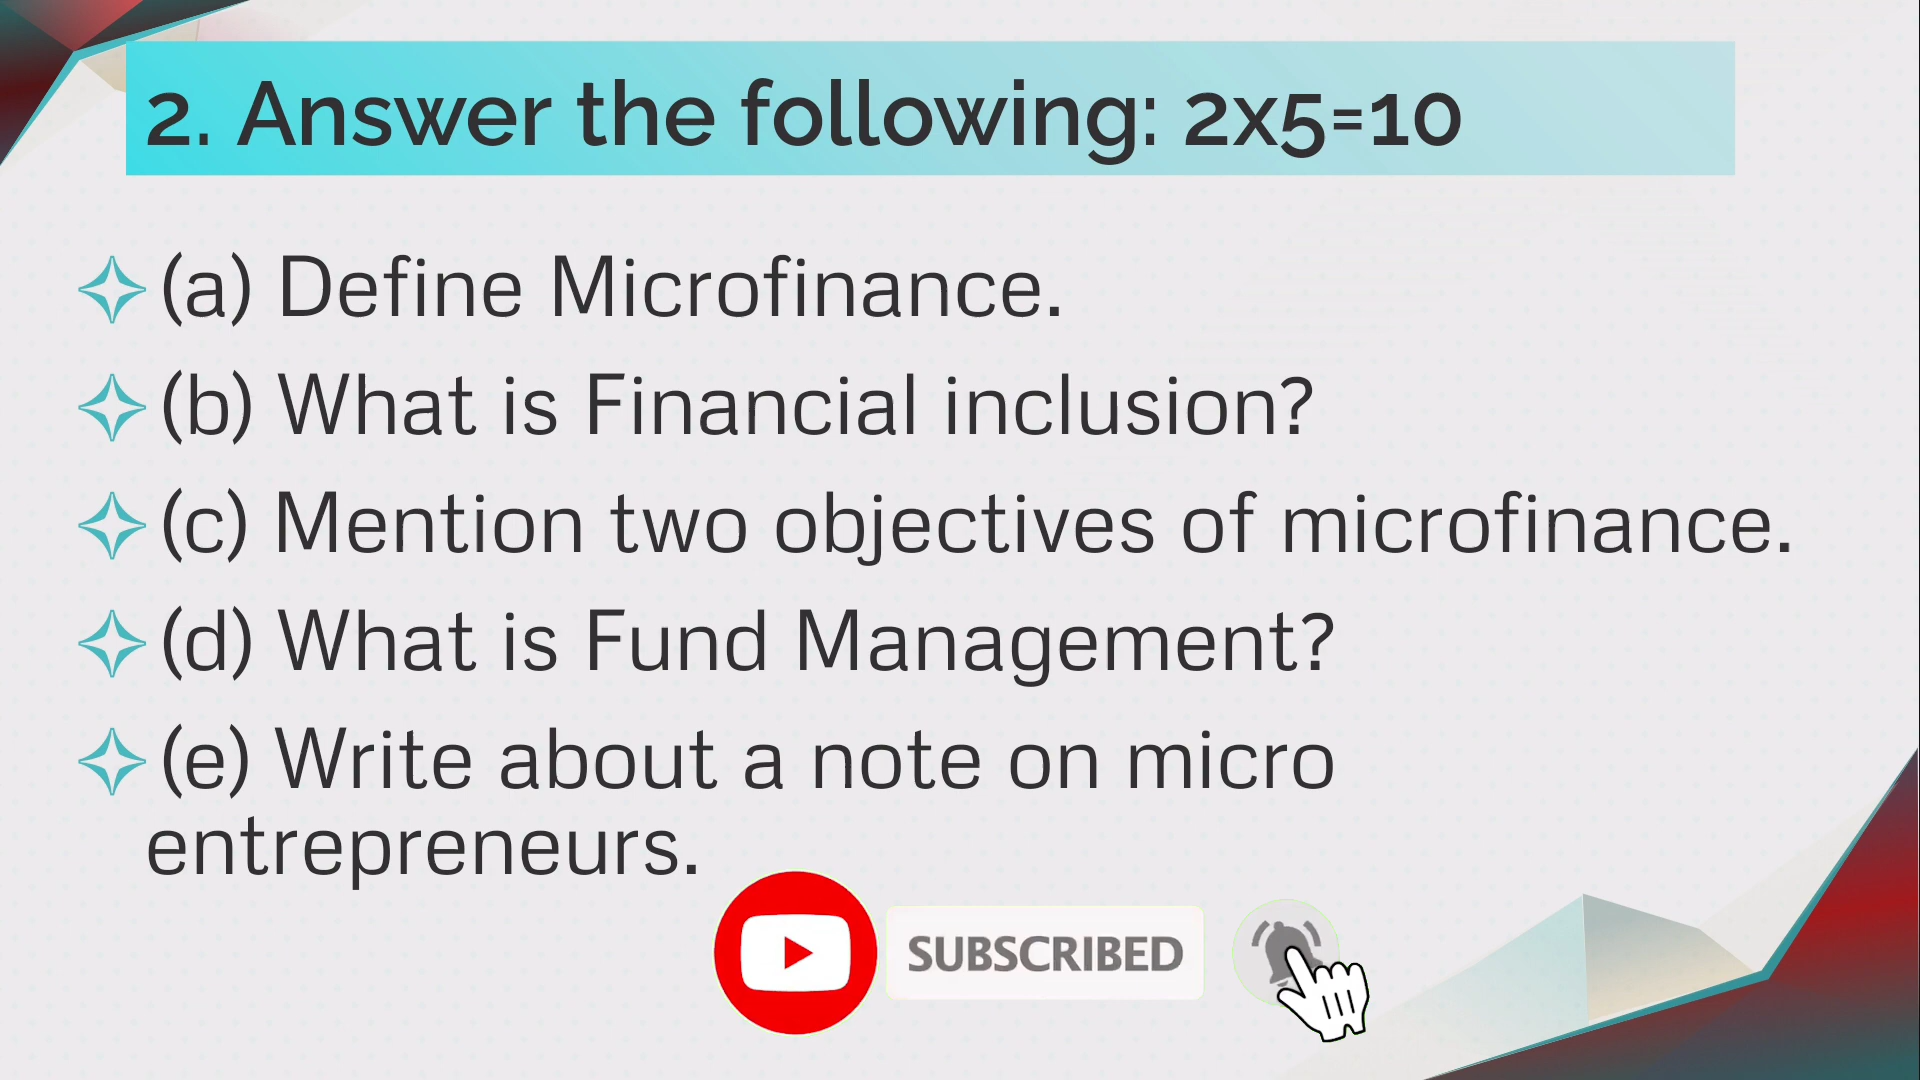 2. Answer the following: 2x5=10
(a) Define Microfinance.
(b) What is Financial inclusion?
(c) Mention two objectives of microfinance.
(d) What is Fund Management?
(e) Write about a note on micro
entrepreneurs.
SUBSCRIBED